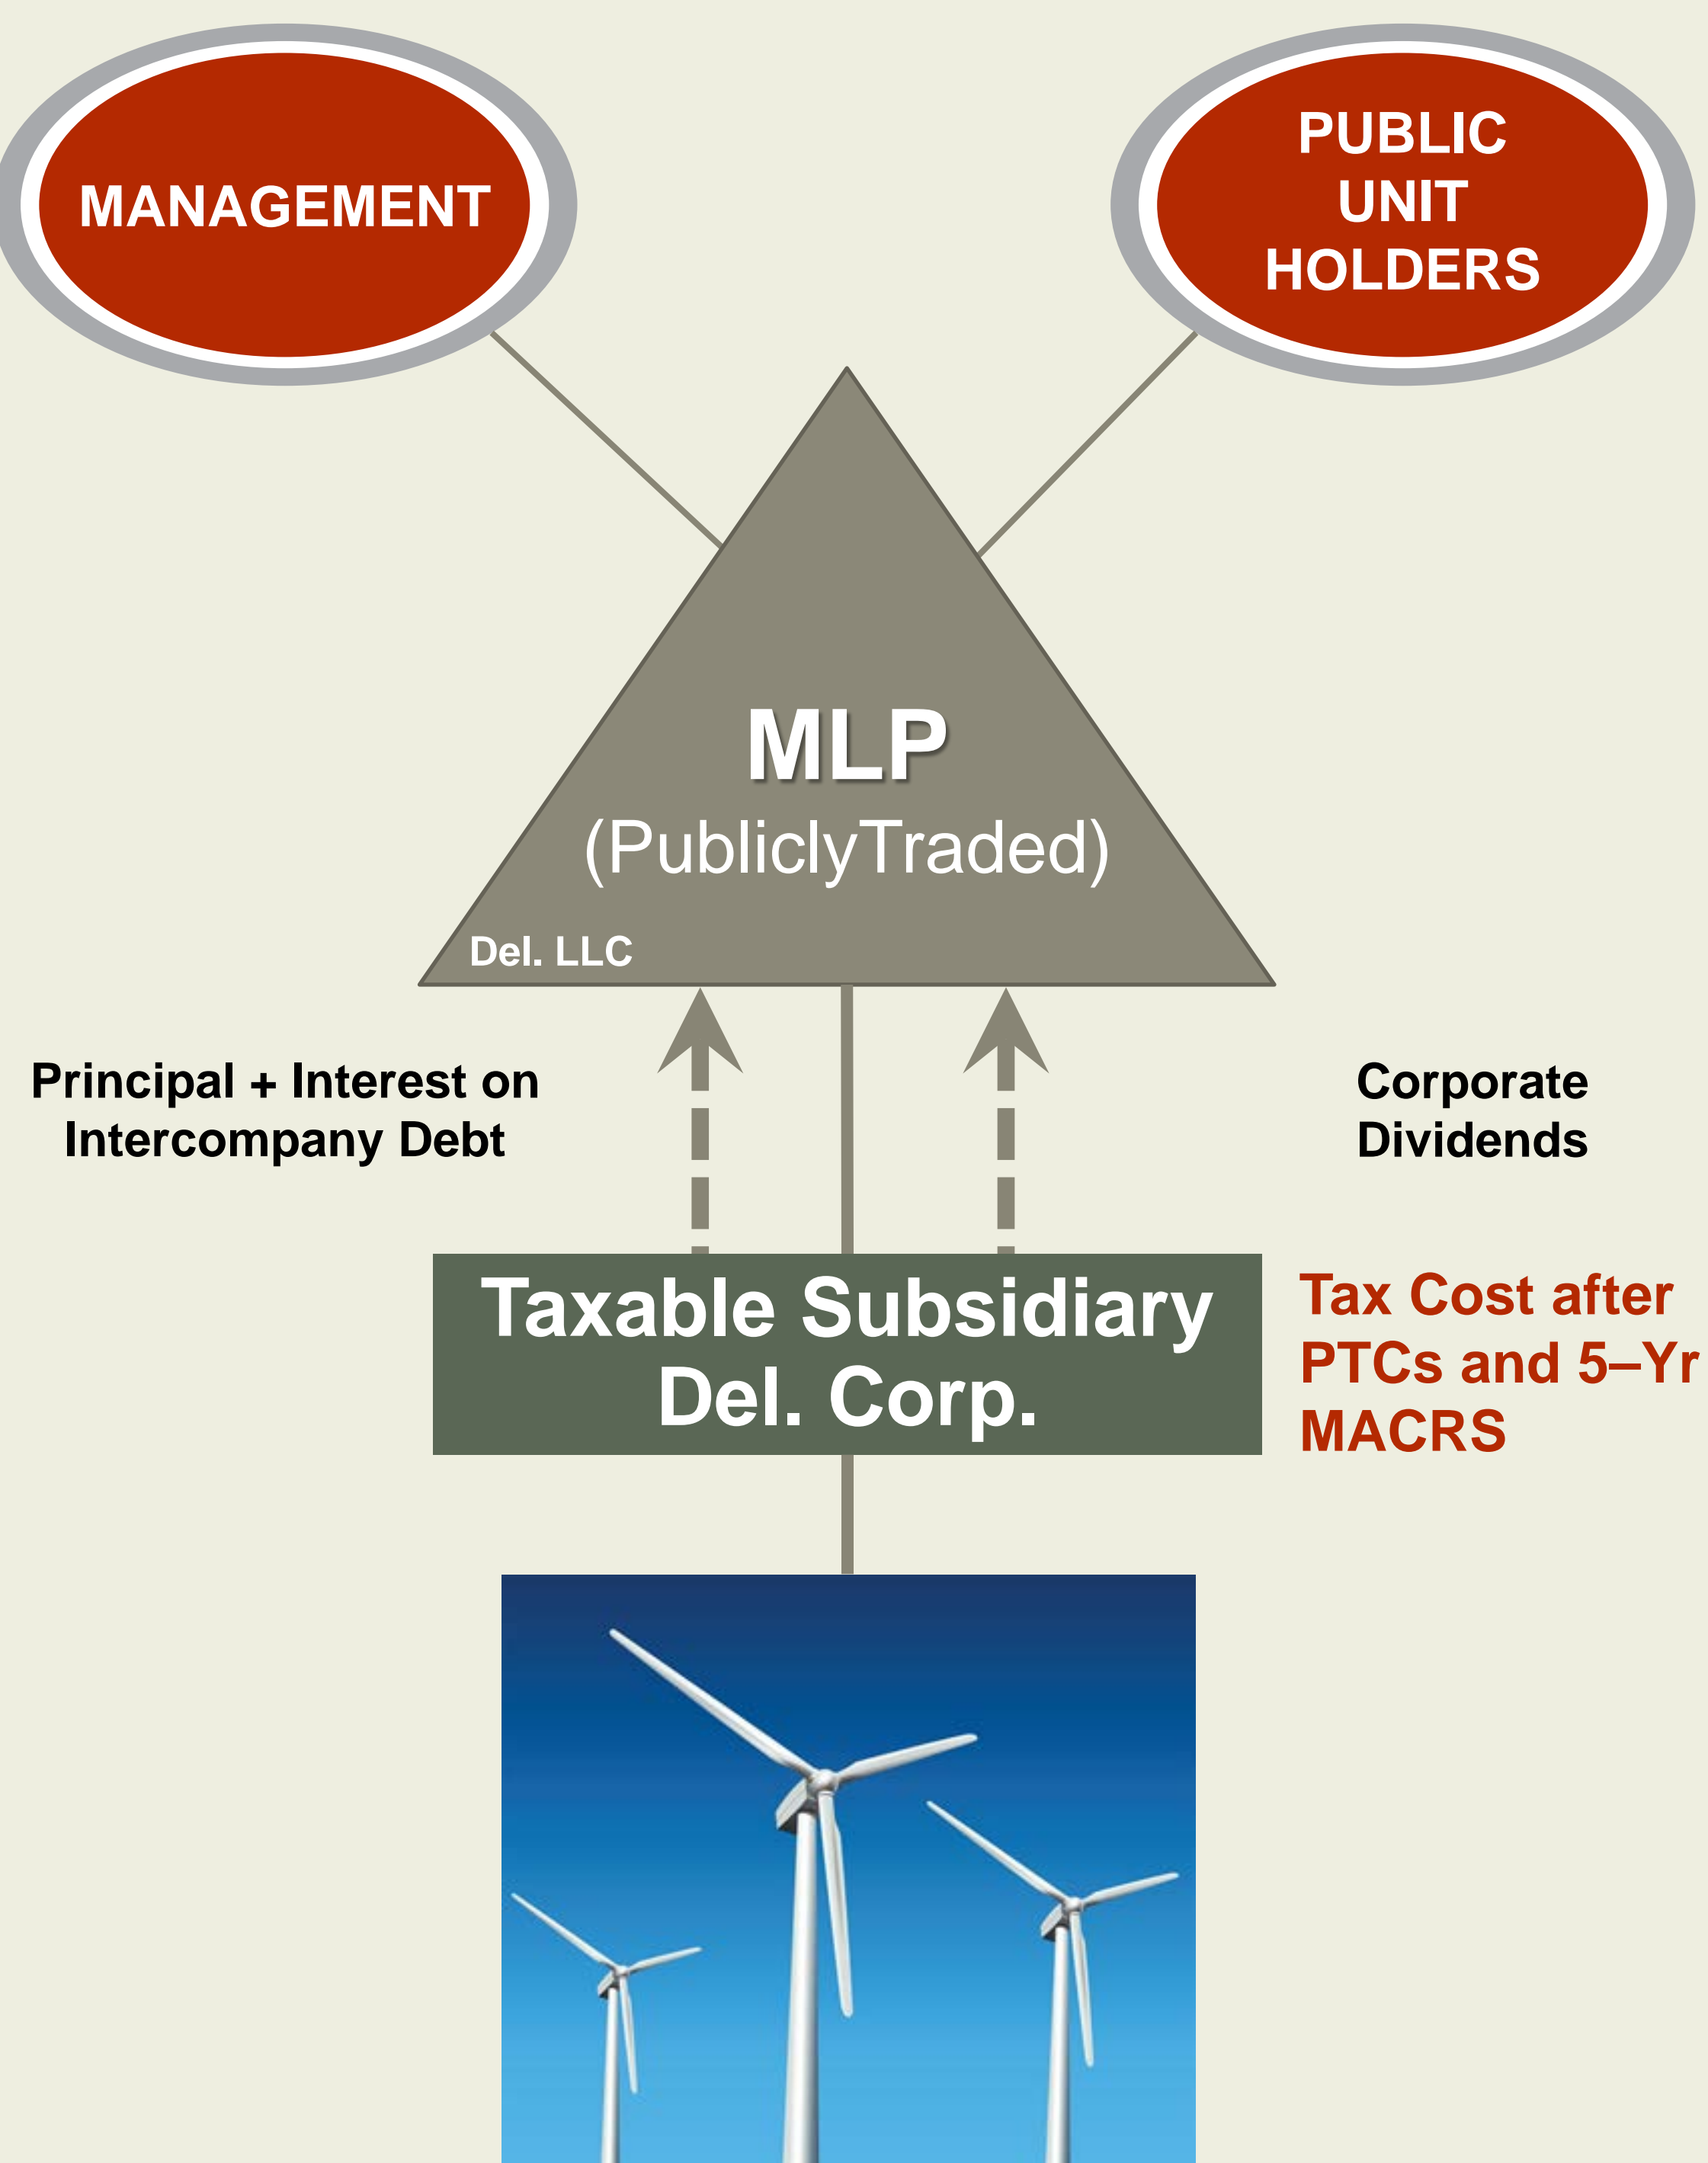 MANAGEMENT
PUBLIC
UNIT
HOLDERS
MLP
(PubliclyTraded)
Del. LLC
Principal + Interest on
Intercompany Debt
Corporate
Dividends
Taxable Subsidiary
Del. Corp.
Tax Cost after
PTCs and 5–Yr
MACRS